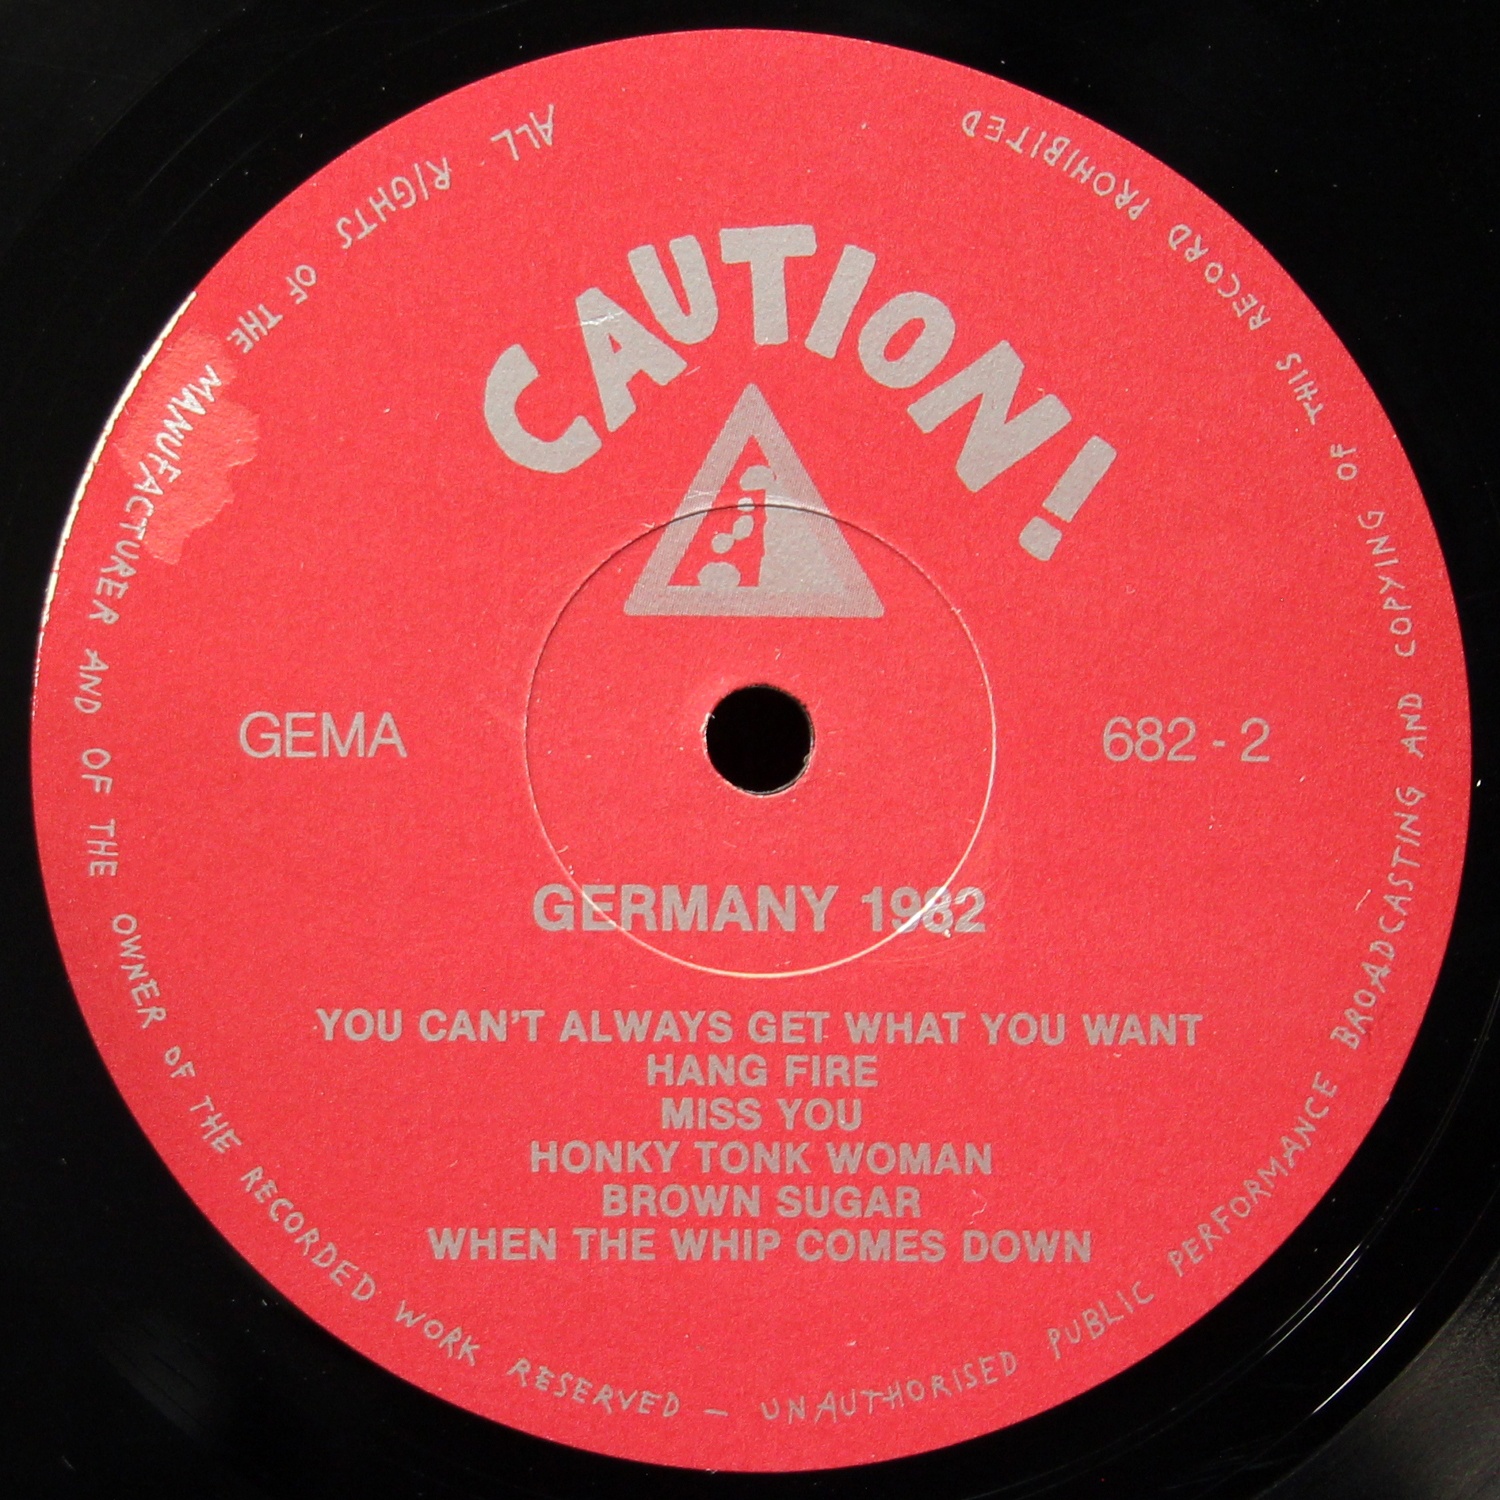 ALL RIGHTS OF THE MANUFACTURER AND OF THE OWNER OF THE RECORDED WORK RESERVED — UNAUTHORISED PUBLIC PERFORMANCE BROADCASTING AND COPYING OF THIS RECORD PROHIBITED
CAUTION!
GEMA
682 - 2
GERMANY 1982
YOU CAN'T ALWAYS GET WHAT YOU WANT
HANG FIRE
MISS YOU
HONKY TONK WOMAN
BROWN SUGAR
WHEN THE WHIP COMES DOWN